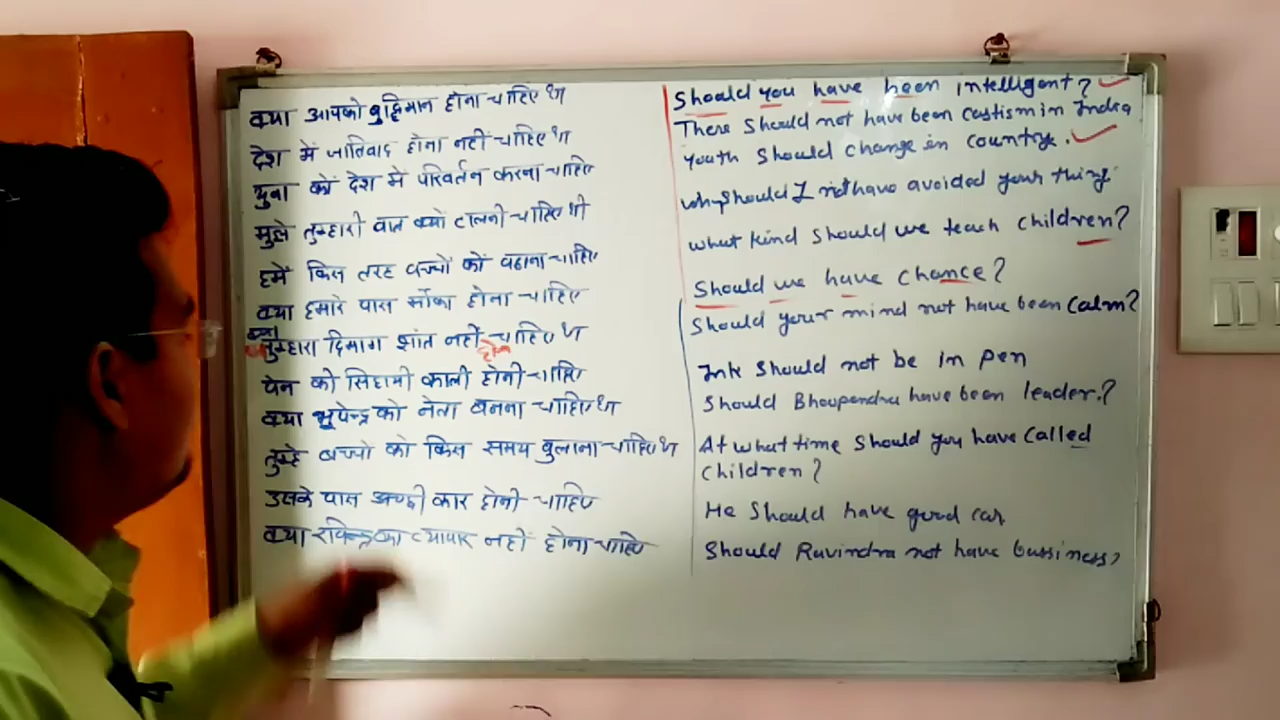 क्या आपको बुद्धिमान होना चाहिए था
देश में जातिवाद होना नहीं चाहिए था
युवा को देश में परिवर्तन करना चाहिए
मुझे तुम्हारी बात क्यों टालनी चाहिए थी
हमें किस तरह बच्चों को पढाना चाहिए
क्या हमारे पास मौका होना चाहिए
क्या तुम्हारा दिमाग शांत नहीं होना चाहिए था
पेन की सिहायी काली होनी चाहिए
क्या भूपेन्द्र को नेता बनना चाहिए था
तुम्हे बच्चो को किस समय बुलाना चाहिए था
उसके पास अच्छी कार होनी चाहिए
क्या रविन्द्र का व्यापार नहीं होना चाहिए
Should you have been intelligent?
There Should not have been castism in India
youth should change in country.
why should I not have avoided your thing
what kind should we teach children?
Should we have chance?
Should your mind not have been calm?
Ink should not be in pen
Should Bhoopendra have been leader.?
At what time should you have called
children?
He should have good car
Should Ravindra not have bussiness?